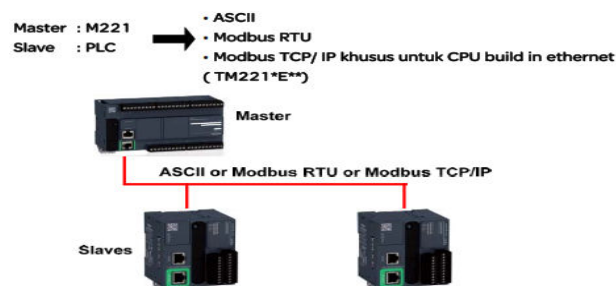 Master : M221
Slave : PLC
• ASCII
• Modbus RTU
• Modbus TCP/ IP khusus untuk CPU build in ethernet
( TM221*E**)
Master
ASCII or Modbus RTU or Modbus TCP/IP
Slaves